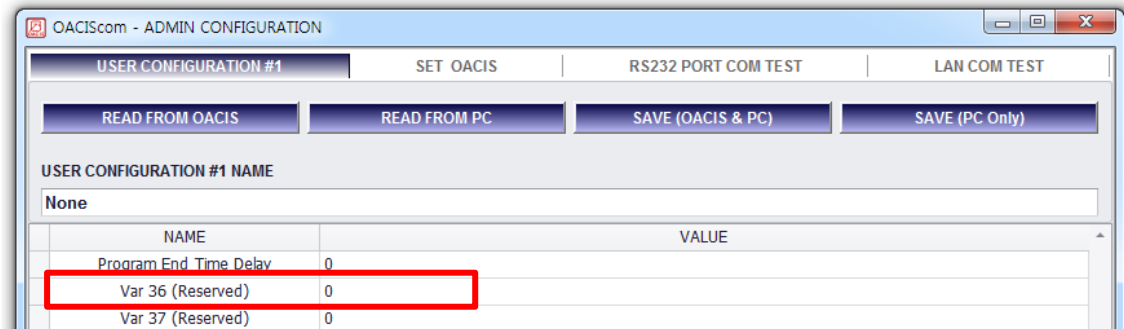 OACIScom - ADMIN CONFIGURATION
USER CONFIGURATION #1 SET OACIS RS232 PORT COM TEST LAN COM TEST
READ FROM OACIS READ FROM PC SAVE (OACIS & PC) SAVE (PC Only)
USER CONFIGURATION #1 NAME
None
NAME VALUE
Program End Time Delay 0
Var 36 (Reserved) 0
Var 37 (Reserved) 0